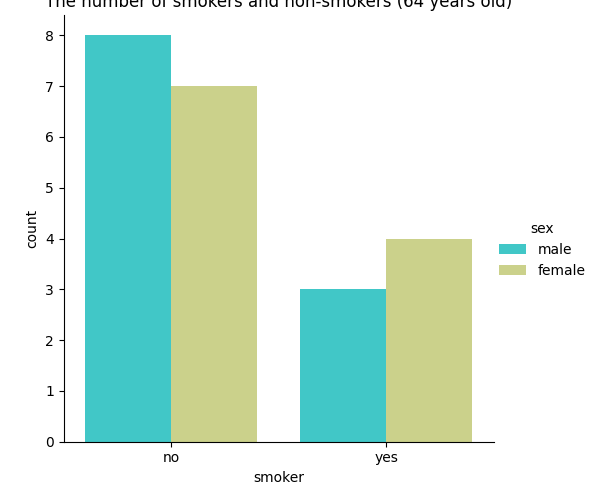 The number of smokers and non-smokers (64 years old)
8
7
6
5
4
3
2
1
0
count
no
yes
smoker
sex
male
female